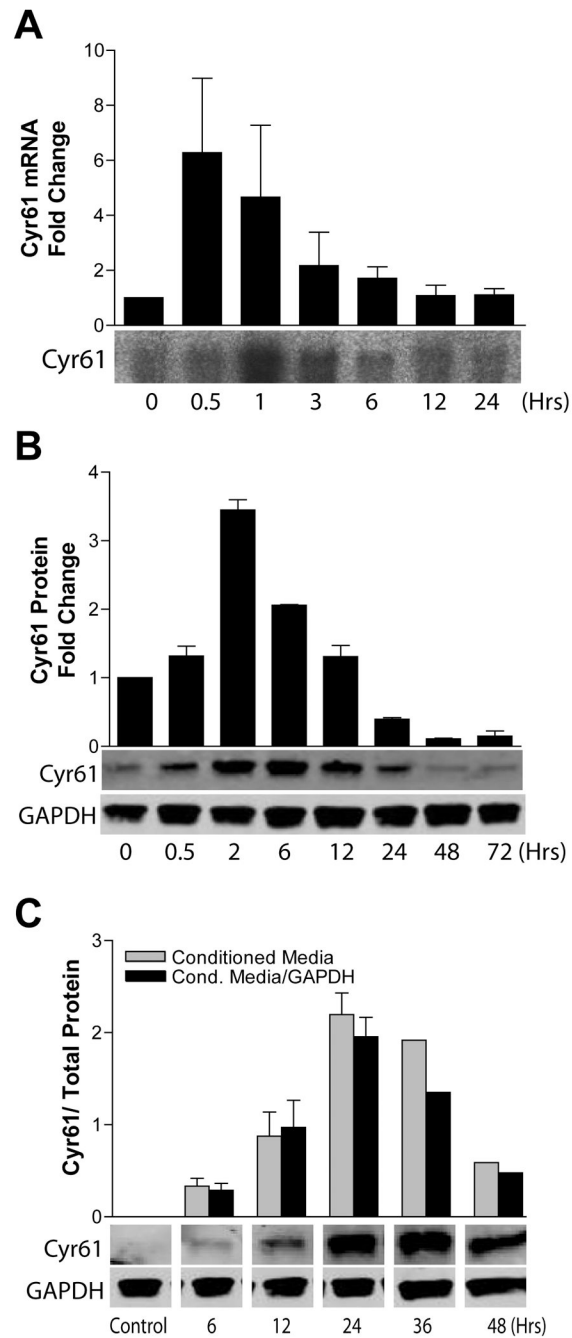 A
10
8
6
4
2
0
Cyr61 mRNA
Fold Change
Cyr61
0 0.5 1 3 6 12 24 (Hrs)
B
4
3
2
1
0
Cyr61 Protein
Fold Change
Cyr61
GAPDH
0 0.5 2 6 12 24 48 72 (Hrs)
C
3
2
1
0
Cyr61/ Total Protein
Conditioned Media
Cond. Media/GAPDH
Cyr61
GAPDH
Control 6 12 24 36 48 (Hrs)